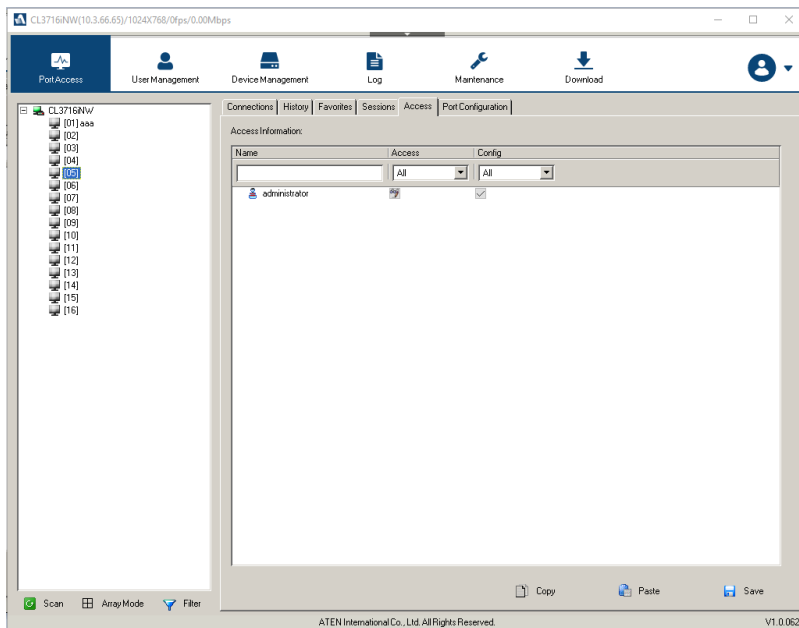 CL3716iNW(10.3.66.65)/1024X768/0fps/0.00Mbps
Port Access User Management Device Management Log Maintenance Download
CL3716iNW
[01] aaa
[02]
[03]
[04]
[05]
[06]
[07]
[08]
[09]
[10]
[11]
[12]
[13]
[14]
[15]
[16]
Scan Array Mode Filter
Connections History Favorites Sessions Access Port Configuration
Access Information:
Name Access Config
All All
administrator
Copy Paste Save
ATEN International Co., Ltd. All Rights Reserved. V1.0.062